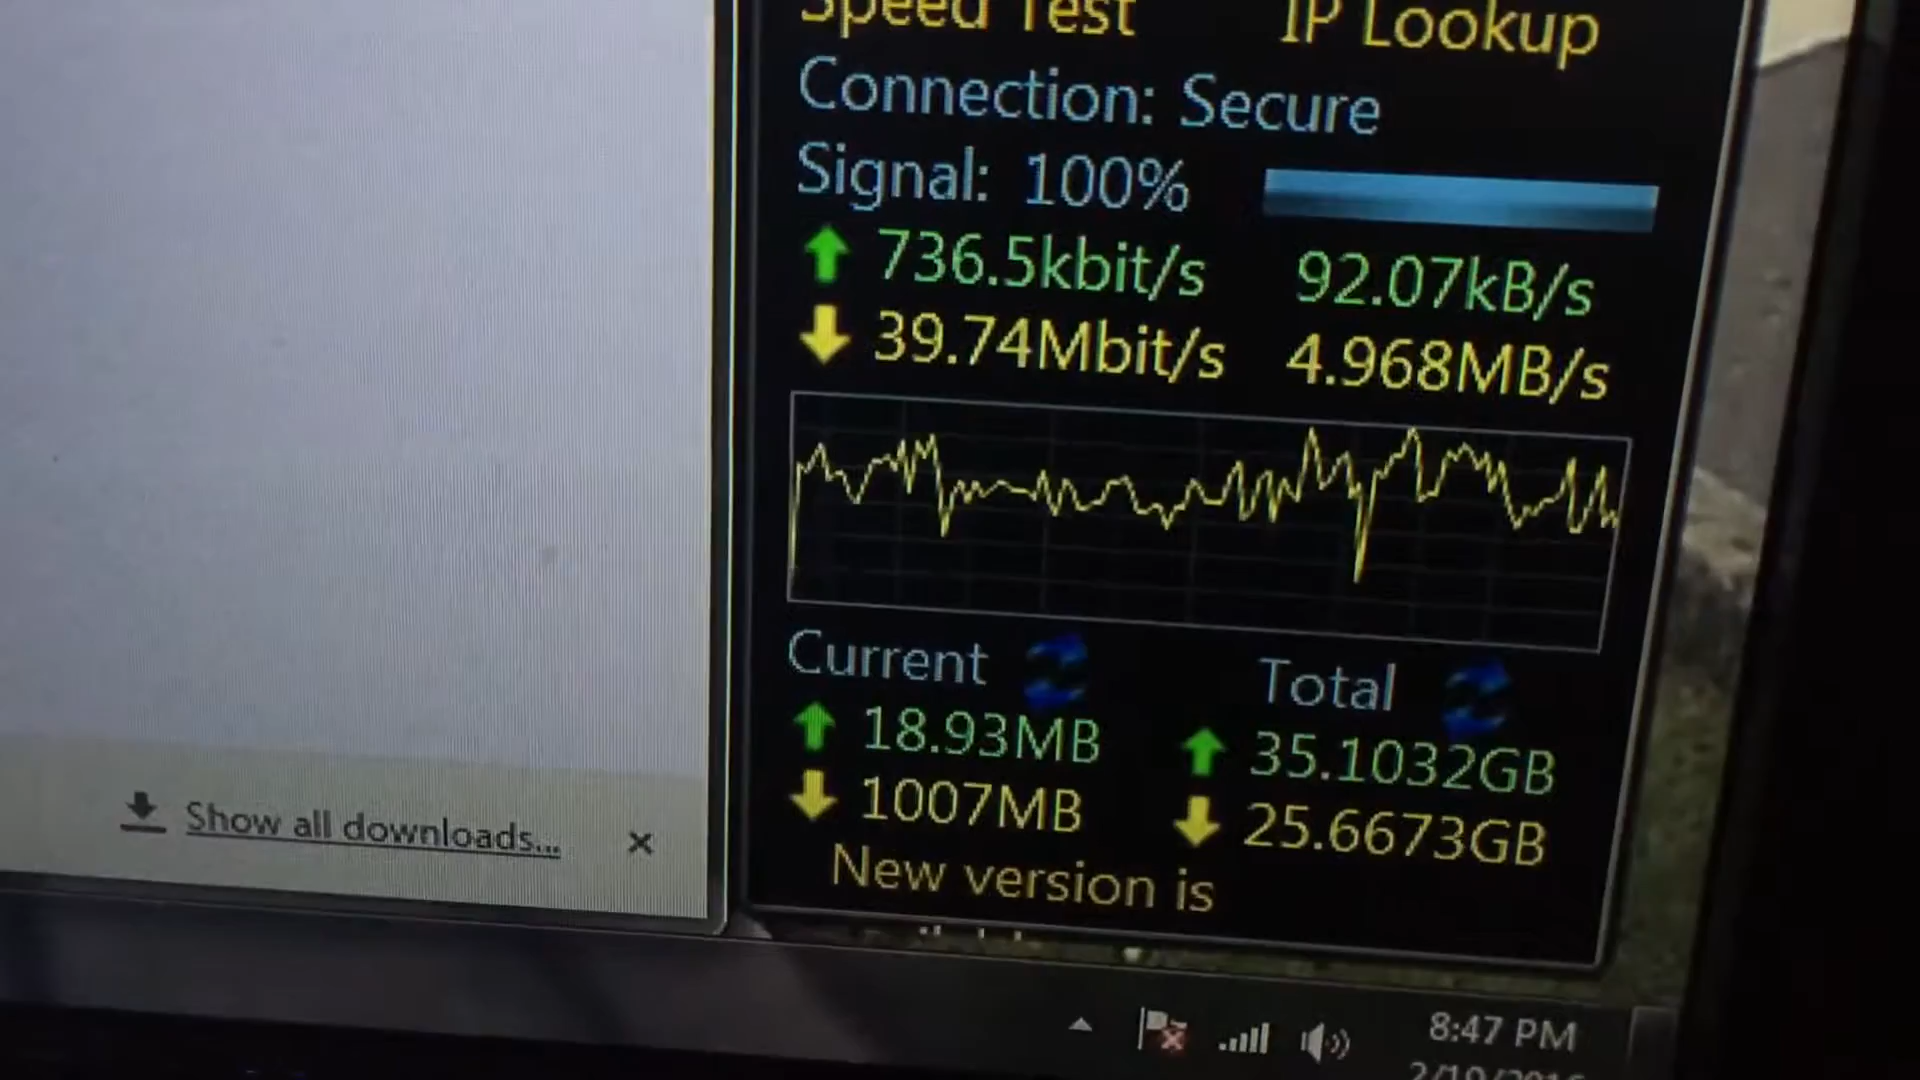 Speed Test IP Lookup
Connection: Secure
Signal: 100%
736.5kbit/s 92.07kB/s
39.74Mbit/s 4.968MB/s
Current Total
18.93MB 35.1032GB
1007MB 25.6673GB
New version is
Show all downloads...
8:47 PM